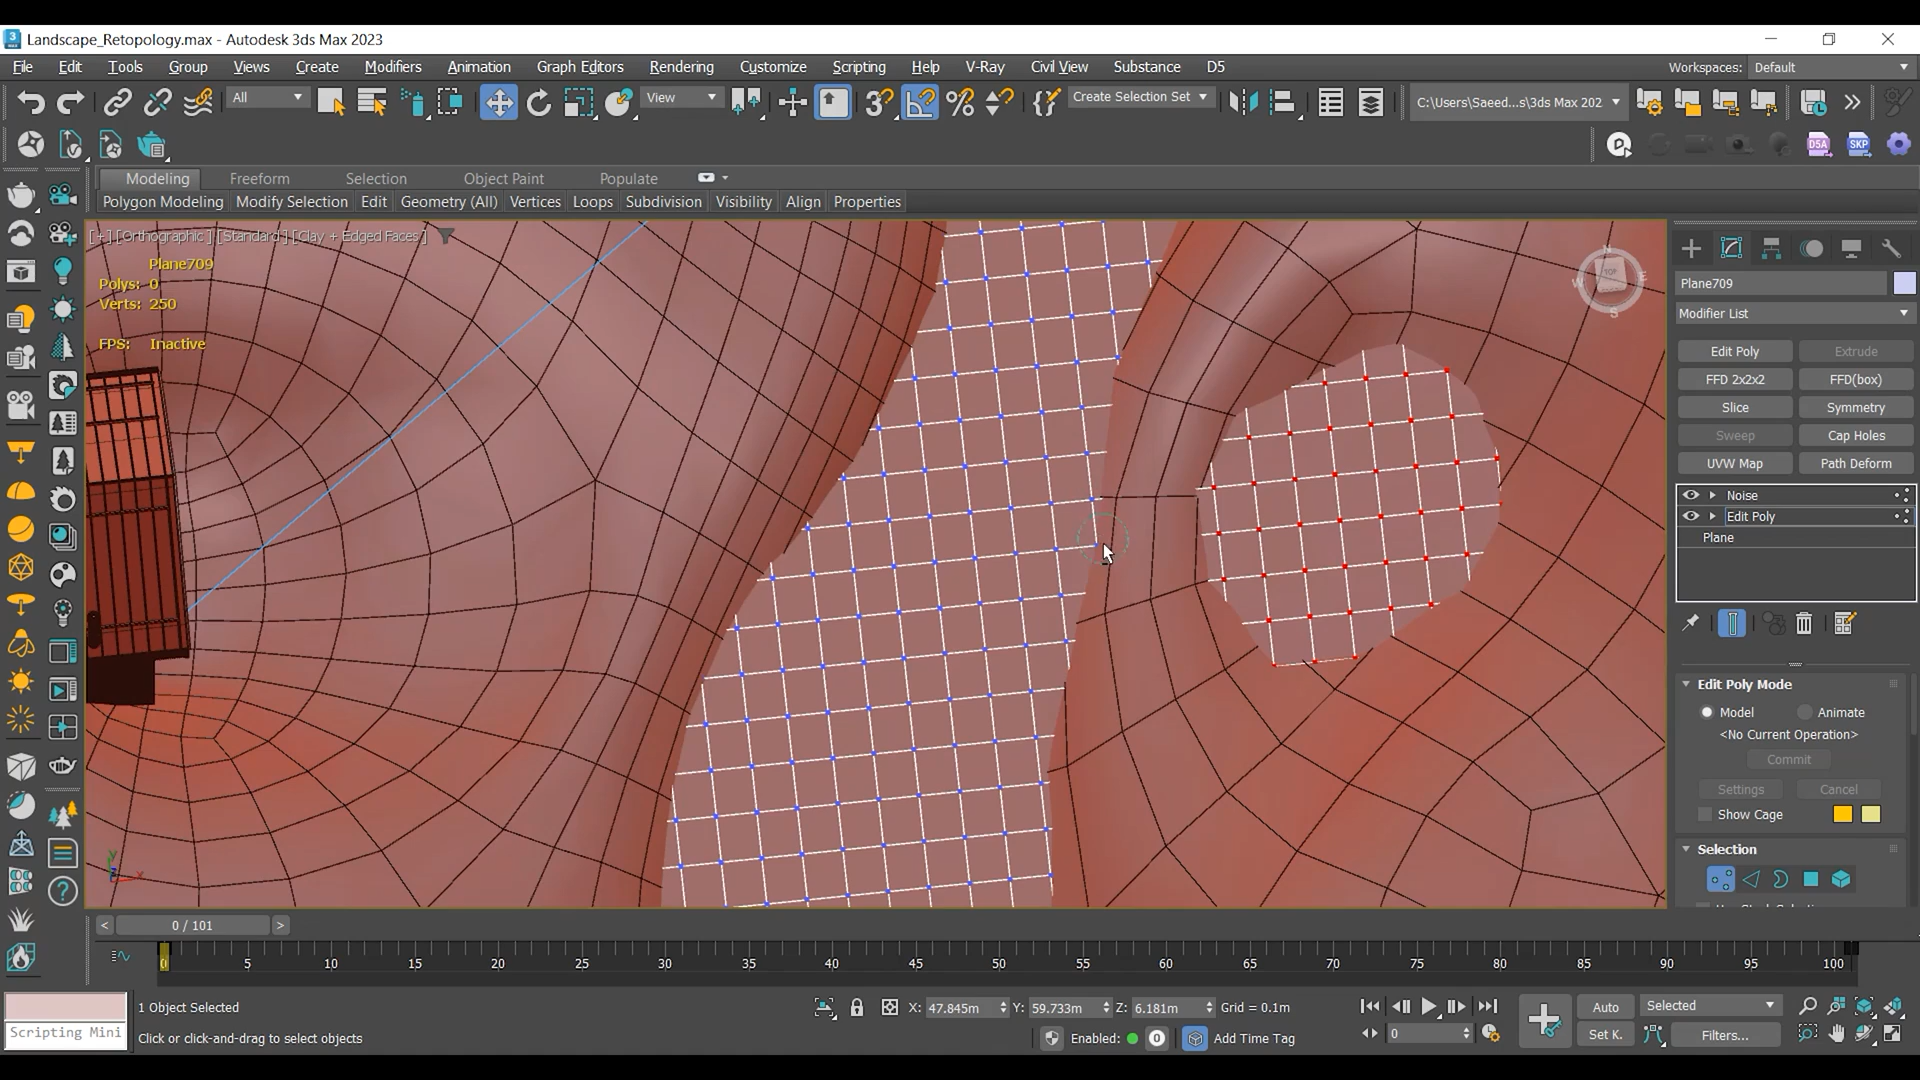 Landscape_Retopology.max - Autodesk 3ds Max 2023
File Edit Tools Group Views Create Modifiers Animation Graph Editors Rendering Customize Scripting Help V-Ray Civil View Substance D5 Workspaces: Default
All View Create Selection Set C:\Users\Saeed...s\3ds Max 202
D5A SKP
Modeling Freeform Selection Object Paint Populate
Polygon Modeling Modify Selection Edit Geometry (All) Vertices Loops Subdivision Visibility Align Properties
[+] [Orthographic ] [Standard ] [Clay + Edged Faces ]
Plane709
Polys: 0
Verts: 250
FPS: Inactive
N
W TOP E
S
y
z x
Plane709
Modifier List
Edit Poly Extrude
FFD 2x2x2 FFD(box)
Slice Symmetry
Sweep Cap Holes
UVW Map Path Deform
Noise
Edit Poly
Plane
Edit Poly Mode
Model Animate
<No Current Operation>
Commit
Settings Cancel
Show Cage
Selection
< 0 / 101 >
0 5 10 15 20 25 30 35 40 45 50 55 60 65 70 75 80 85 90 95 100
Scripting Mini
1 Object Selected
Click or click-and-drag to select objects
X: 47.845m Y: 59.733m Z: 6.181m Grid = 0.1m
Enabled: 0 Add Time Tag
0
Auto Selected
Set K. Filters...